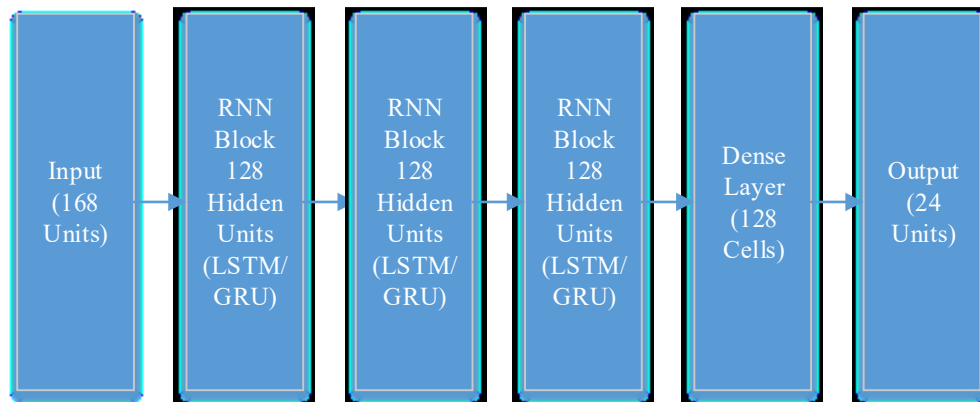 Input
(168
Units)
RNN
Block
128
Hidden
Units
(LSTM/
GRU)
RNN
Block
128
Hidden
Units
(LSTM/
GRU)
RNN
Block
128
Hidden
Units
(LSTM/
GRU)
Dense
Layer
(128
Cells)
Output
(24
Units)